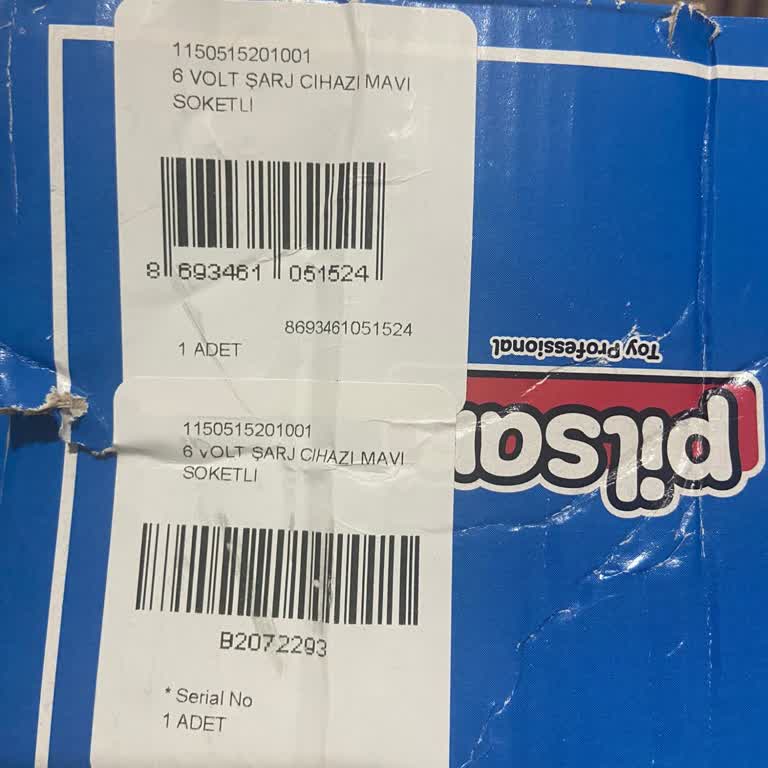 1150515201001
6 VOLT ŞARJ CIHAZI MAVI
SOKETLI
8 693461 051524
8693461051524
1 ADET
Toy Professional
pilsa
1150515201001
6 VOLT ŞARJ CIHAZI MAVI
SOKETLI
B2072293
* Serial No
1 ADET